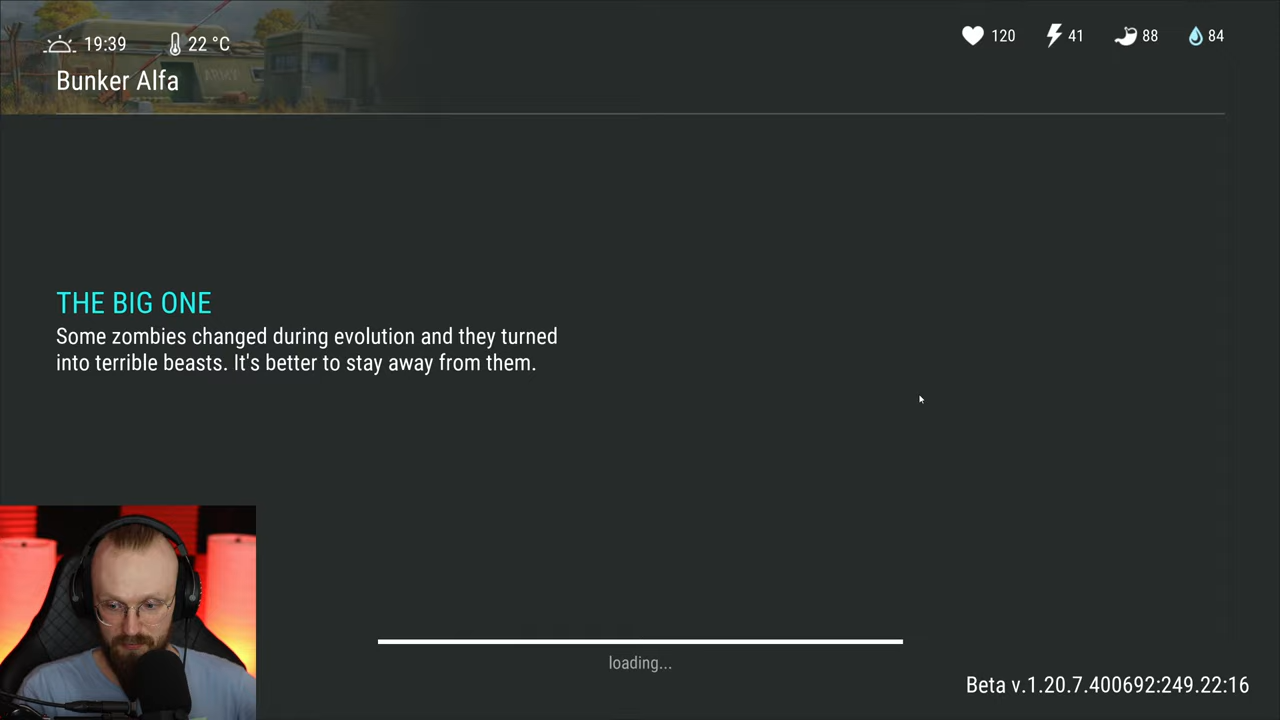 19:39 22 °C
120 41 88 84
Bunker Alfa
THE BIG ONE
Some zombies changed during evolution and they turned
into terrible beasts. It's better to stay away from them.
loading...
Beta v.1.20.7.400692:249.22:16